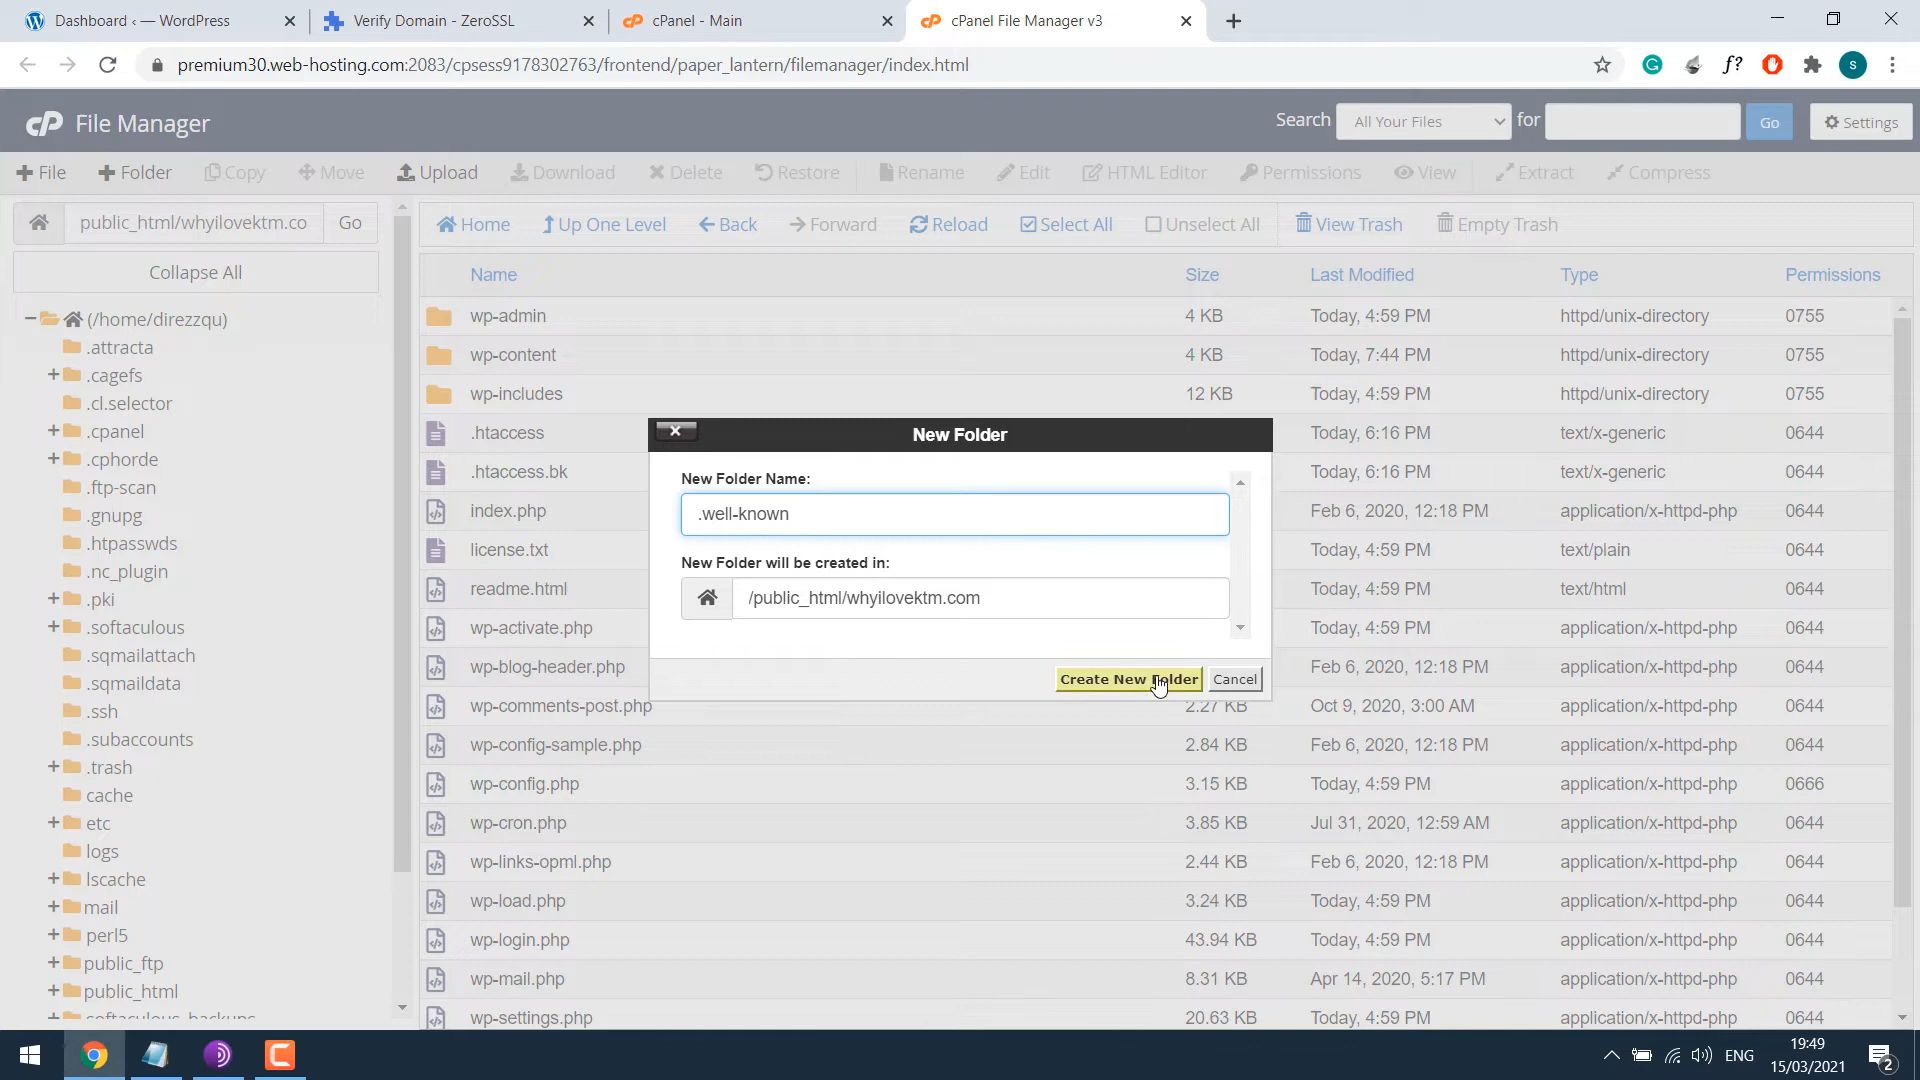 Dashboard ‹ — WordPress
Verify Domain - ZeroSSL
cPanel - Main
cPanel File Manager v3
premium30.web-hosting.com:2083/cpsess9178302763/frontend/paper_lantern/filemanager/index.html
f?
S
cP File Manager
Search All Your Files for Go Settings
File Folder Copy Move Upload Download Delete Restore Rename Edit HTML Editor Permissions View Extract Compress
public_html/whyilovektm.co Go
Home Up One Level Back Forward Reload Select All Unselect All View Trash Empty Trash
Collapse All
(/home/direzzqu)
.attracta
.cagefs
.cl.selector
.cpanel
.cphorde
.ftp-scan
.gnupg
.htpasswds
.nc_plugin
.pki
.softaculous
.sqmailattach
.sqmaildata
.ssh
.subaccounts
.trash
cache
etc
logs
lscache
mail
perl5
public_ftp
public_html
softaculous_backups
Name Size Last Modified Type Permissions
wp-admin 4 KB Today, 4:59 PM httpd/unix-directory 0755
wp-content 4 KB Today, 7:44 PM httpd/unix-directory 0755
wp-includes 12 KB Today, 4:59 PM httpd/unix-directory 0755
.htaccess Today, 6:16 PM text/x-generic 0644
.htaccess.bk Today, 6:16 PM text/x-generic 0644
index.php Feb 6, 2020, 12:18 PM application/x-httpd-php 0644
license.txt Today, 4:59 PM text/plain 0644
readme.html Today, 4:59 PM text/html 0644
wp-activate.php Today, 4:59 PM application/x-httpd-php 0644
wp-blog-header.php Feb 6, 2020, 12:18 PM application/x-httpd-php 0644
wp-comments-post.php 2.27 KB Oct 9, 2020, 3:00 AM application/x-httpd-php 0644
wp-config-sample.php 2.84 KB Feb 6, 2020, 12:18 PM application/x-httpd-php 0644
wp-config.php 3.15 KB Today, 4:59 PM application/x-httpd-php 0666
wp-cron.php 3.85 KB Jul 31, 2020, 12:59 AM application/x-httpd-php 0644
wp-links-opml.php 2.44 KB Feb 6, 2020, 12:18 PM application/x-httpd-php 0644
wp-load.php 3.24 KB Today, 4:59 PM application/x-httpd-php 0644
wp-login.php 43.94 KB Today, 4:59 PM application/x-httpd-php 0644
wp-mail.php 8.31 KB Apr 14, 2020, 5:17 PM application/x-httpd-php 0644
wp-settings.php 20.63 KB Today, 4:59 PM application/x-httpd-php 0644
New Folder
New Folder Name:
.well-known
New Folder will be created in:
/public_html/whyilovektm.com
Create New Folder Cancel
ENG
19:49
15/03/2021
2